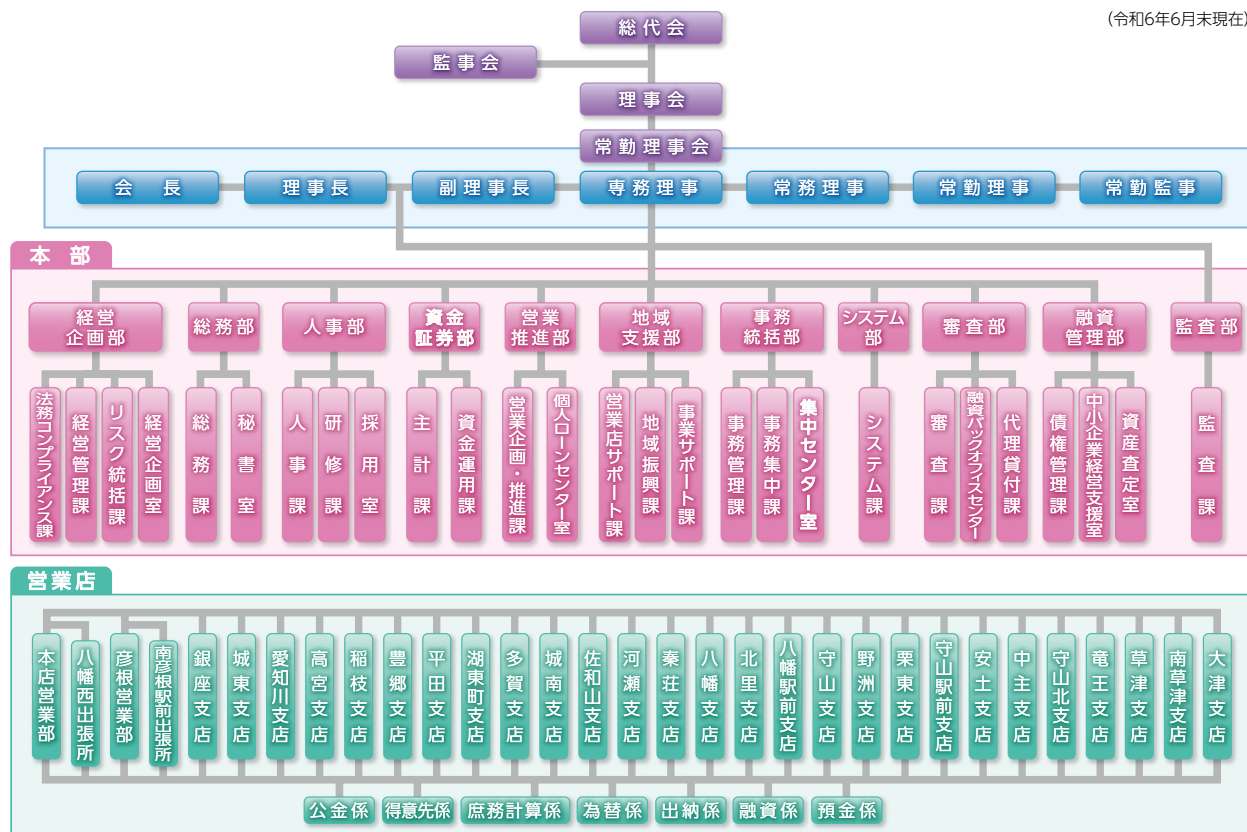 (令和6年6月末現在)
総代会
監事会
理事会
常勤理事会
会長
理事長
副理事長
専務理事
常務理事
常勤理事
常勤監事
本部
経営
企画部
総務部
人事部
資金
証券部
営業
推進部
地域
支援部
事務
統括部
システム
部
審査部
融資
管理部
監査部
法務コンプライアンス課
経営管理課
リスク統括課
経営企画室
総務課
秘書室
人事課
研修課
採用室
主計課
資金運用課
営業企画・推進課
個人ローンセンター室
営業店サポート課
地域振興課
事業サポート課
事務管理課
事務集中課
集中センター室
システム課
審査課
融資バックオフィスセンター
代理貸付課
債権管理課
中小企業経営支援室
資産査定室
監査課
営業店
本店営業部
八幡西出張所
彦根営業部
南彦根駅前出張所
銀座支店
城東支店
愛知川支店
高宮支店
稲枝支店
豊郷支店
平田支店
湖東町支店
多賀支店
城南支店
佐和山支店
河瀬支店
秦荘支店
八幡支店
北里支店
八幡駅前支店
守山支店
野洲支店
栗東支店
守山駅前支店
安土支店
中主支店
守山北支店
竜王支店
草津支店
南草津支店
大津支店
公金係
得意先係
庶務計算係
為替係
出納係
融資係
預金係